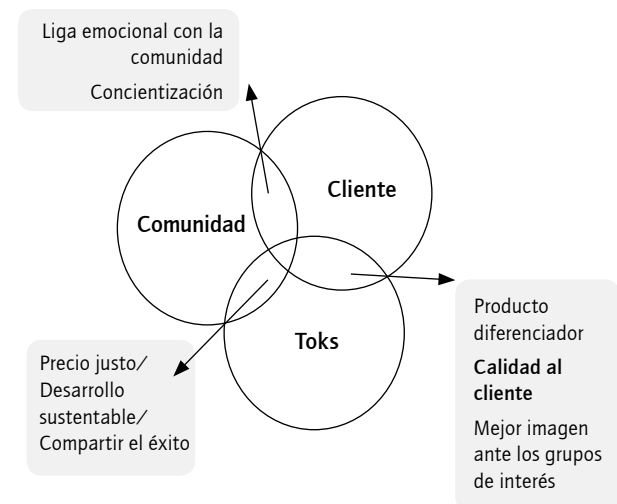 Liga emocional con la
comunidad
Concientización
Cliente
Comunidad
Toks
Producto
diferenciador
Calidad al
cliente
Mejor imagen
ante los grupos
de interés
Precio justo/
Desarrollo
sustentable/
Compartir el éxito